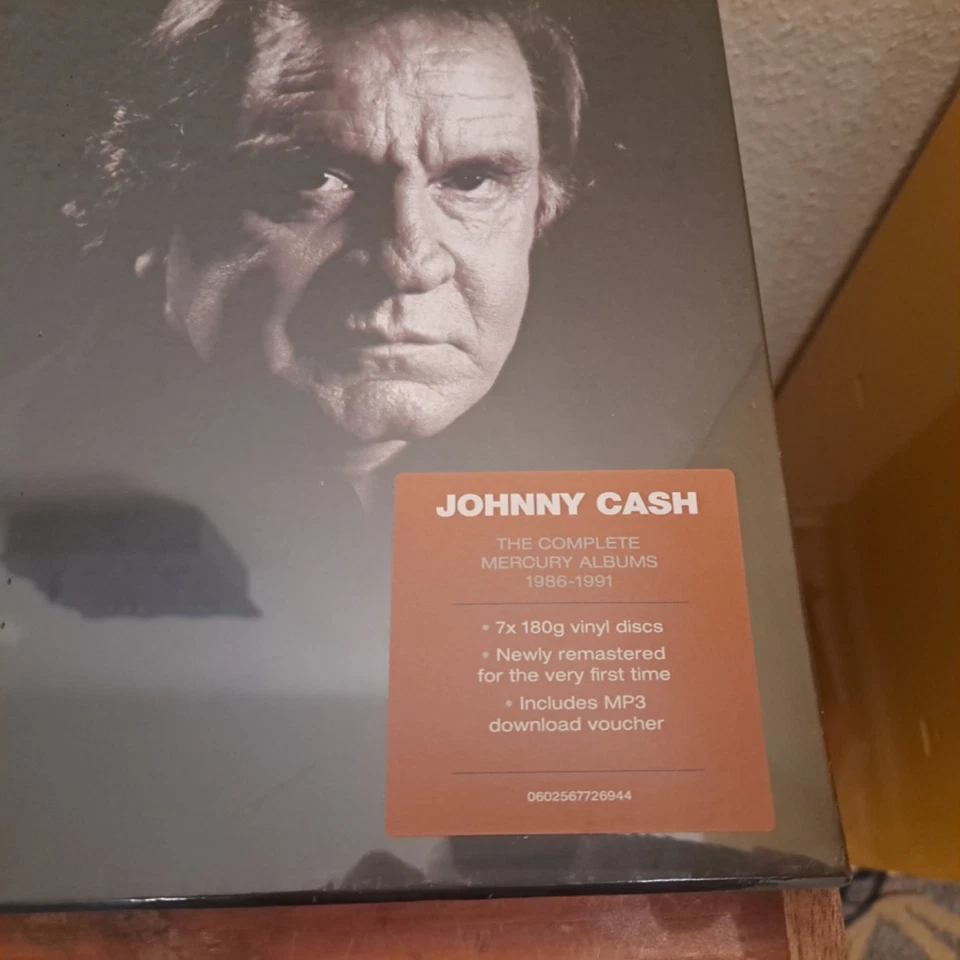 JOHNNY CASH
THE COMPLETE
MERCURY ALBUMS
1986-1991
• 7x 180g vinyl discs
• Newly remastered
for the very first time
• Includes MP3
download voucher
0602567726944